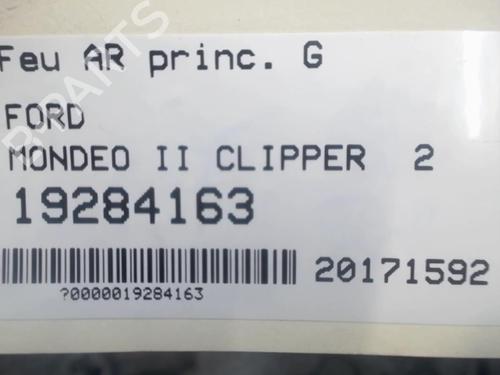 Feu AR princ. G
FORD
MONDEO II CLIPPER 2
19284163
20171592
?0000019284163